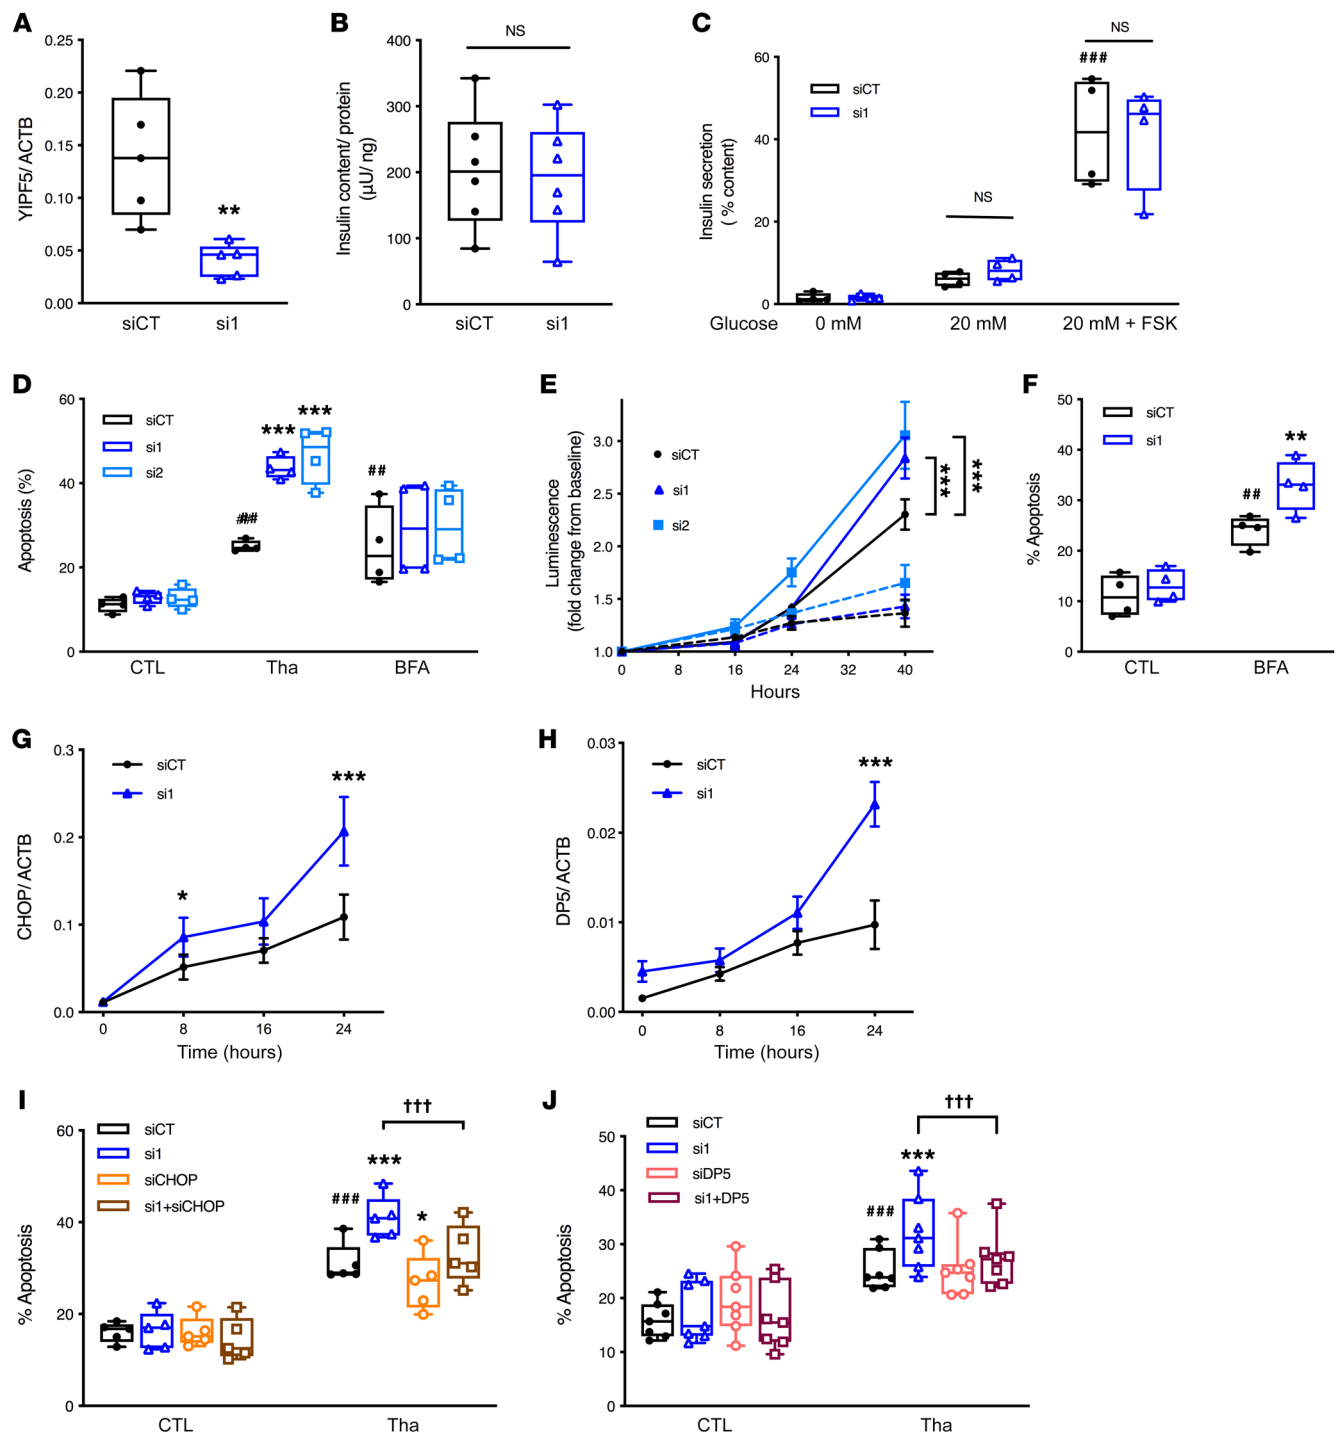 A
YIPF5/ ACTB
0.25
0.20
0.15
0.10
0.05
0.00
**
siCT
si1
B
Insulin content/ protein
(µU/ ng)
400
300
200
100
0
NS
siCT
si1
C
Insulin secretion
( % content)
60
40
20
0
siCT
si1
NS
###
NS
Glucose
0 mM
20 mM
20 mM + FSK
D
Apoptosis (%)
60
40
20
0
siCT
si1
si2
###
***
***
##
CTL
Tha
BFA
E
Luminescence
(fold change from baseline)
3.0
2.5
2.0
1.5
1.0
siCT
si1
si2
***
***
0
8
16
24
32
40
Hours
F
% Apoptosis
50
40
30
20
10
0
siCT
si1
##
**
CTL
BFA
G
CHOP/ ACTB
0.3
0.2
0.1
0.0
siCT
si1
*
***
0
8
16
24
Time (hours)
H
DP5/ ACTB
0.03
0.02
0.01
0.00
siCT
si1
***
0
8
16
24
Time (hours)
I
% Apoptosis
60
40
20
0
siCT
si1
siCHOP
si1+siCHOP
###
***
*
†††
CTL
Tha
J
% Apoptosis
50
40
30
20
10
0
siCT
si1
siDP5
si1+DP5
###
***
†††
CTL
Tha